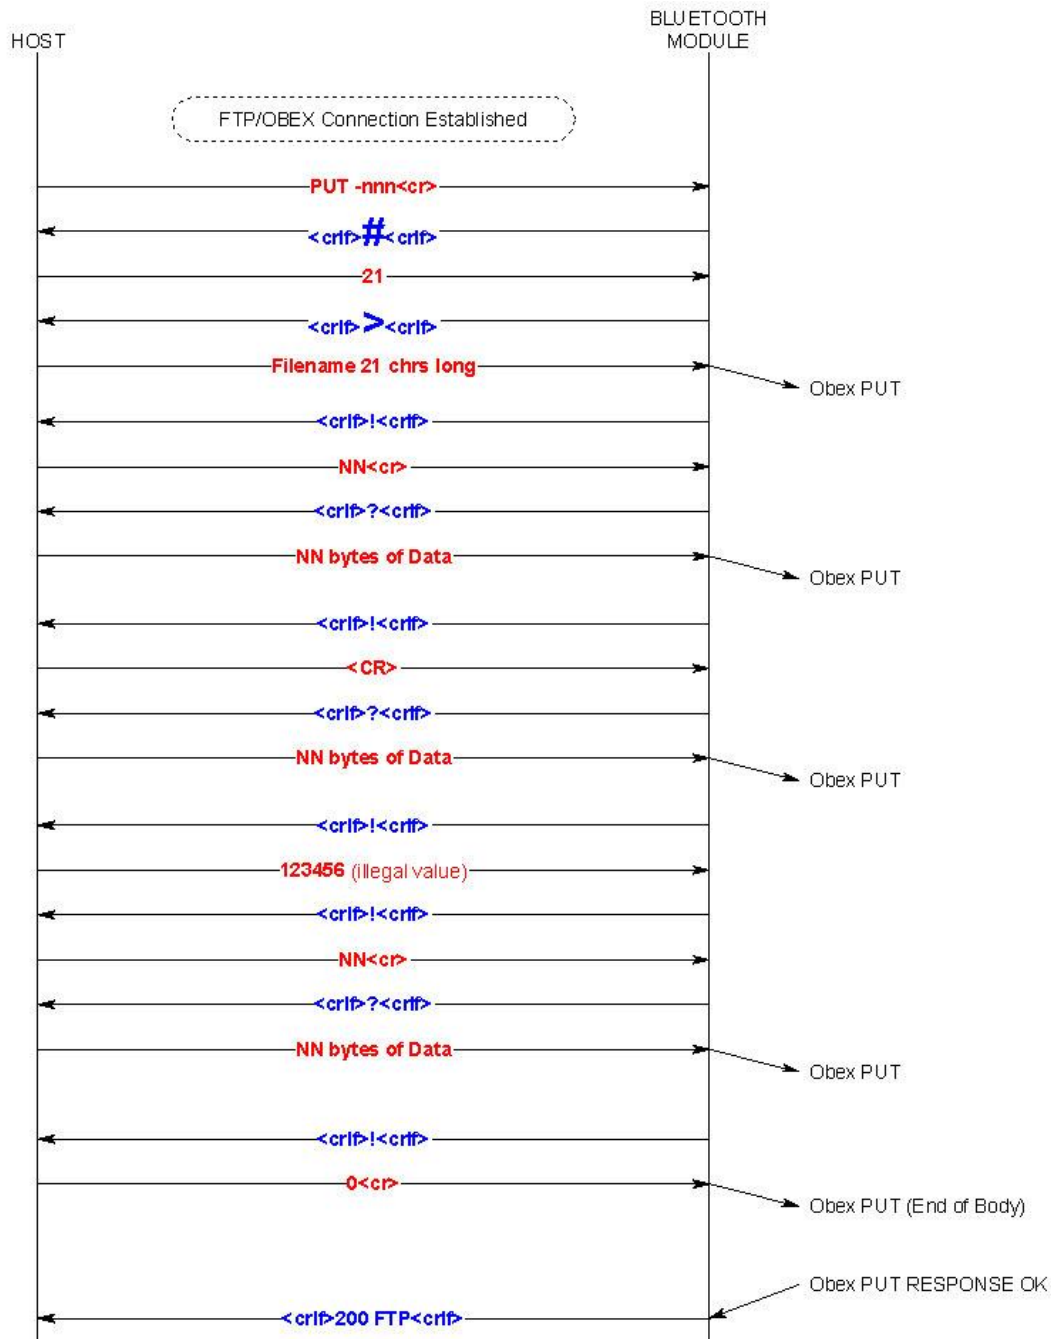 HOST
BLUETOOTH
MODULE
FTP/OBEX Connection Established
PUT -nnn<cr>
<crlf>#<crlf>
21
<crlf>><crlf>
Filename 21 chrs long
Obex PUT
<crlf>!<crlf>
NN<cr>
<crlf>?<crlf>
NN bytes of Data
Obex PUT
<crlf>!<crlf>
<CR>
<crlf>?<crlf>
NN bytes of Data
Obex PUT
<crlf>!<crlf>
123456 (illegal value)
<crlf>!<crlf>
NN<cr>
<crlf>?<crlf>
NN bytes of Data
Obex PUT
<crlf>!<crlf>
0<cr>
Obex PUT (End of Body)
Obex PUT RESPONSE OK
<crlf>200 FTP<crlf>